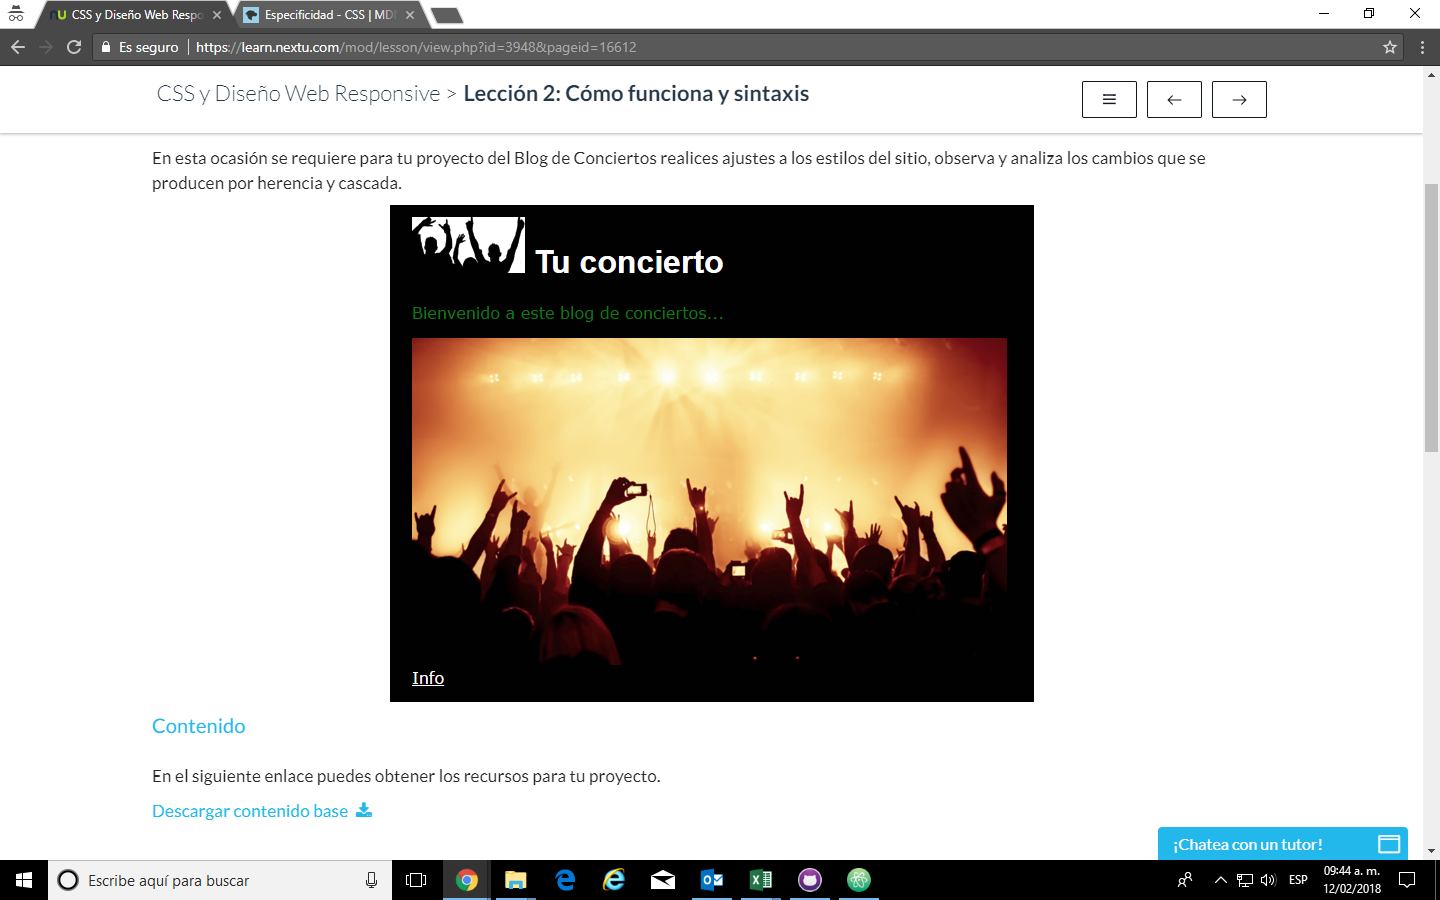 CSS y Diseño Web Respo
Especificidad - CSS | MD
Es seguro
https://learn.nextu.com/mod/lesson/view.php?id=3948&pageid=16612
CSS y Diseño Web Responsive > Lección 2: Cómo funciona y sintaxis
En esta ocasión se requiere para tu proyecto del Blog de Conciertos realices ajustes a los estilos del sitio, observa y analiza los cambios que se
producen por herencia y cascada.
Tu concierto
Bienvenido a este blog de conciertos...
Info
Contenido
En el siguiente enlace puedes obtener los recursos para tu proyecto.
Descargar contenido base
¡Chatea con un tutor!
Escribe aquí para buscar
ESP
09:44 a. m.
12/02/2018